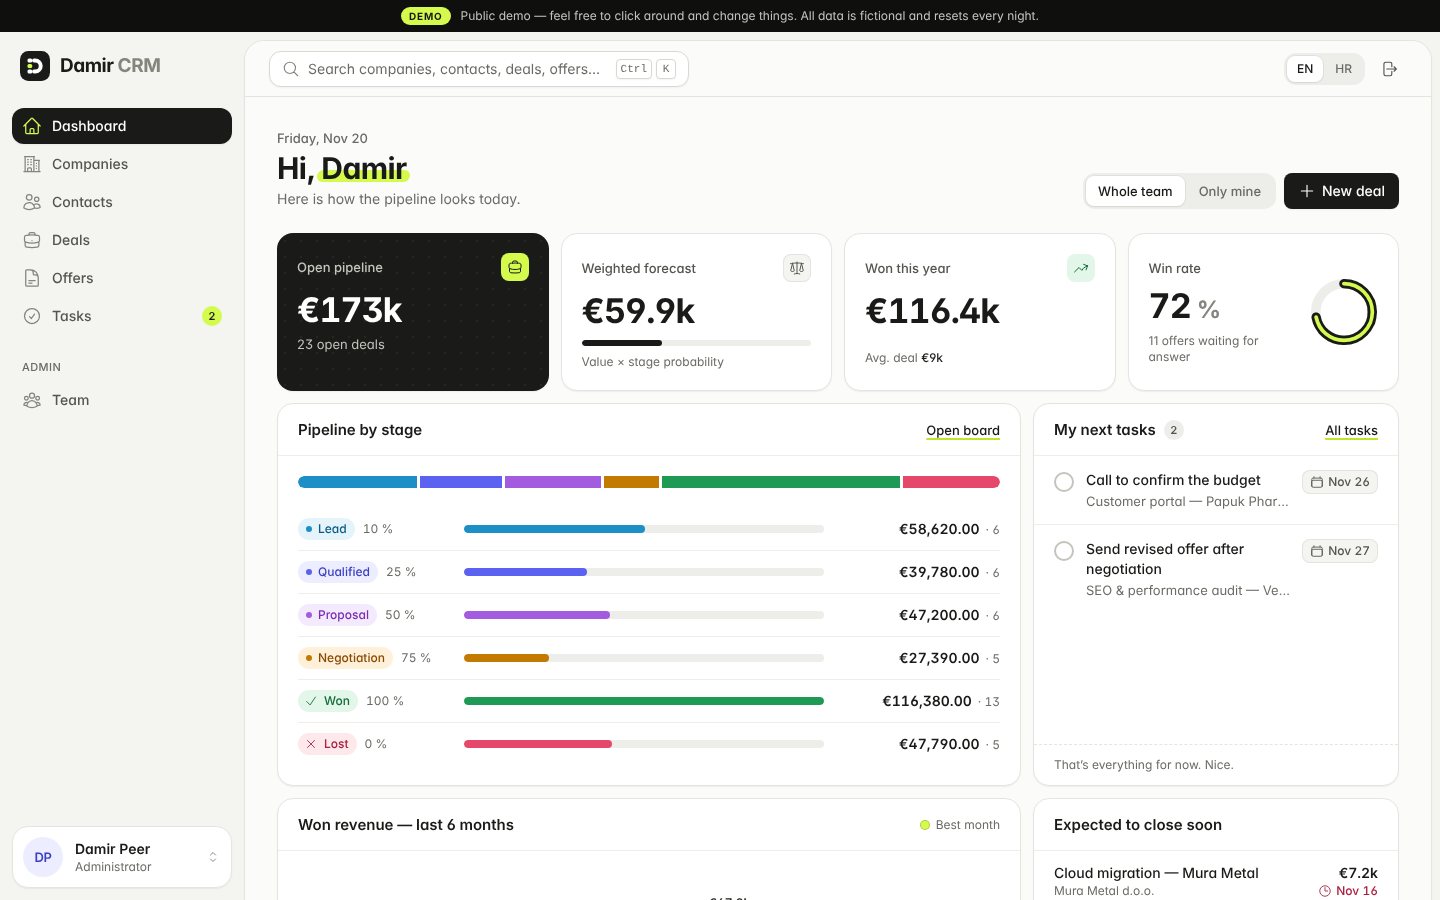 DEMO Public demo — feel free to click around and change things. All data is fictional and resets every night.
Damir CRM
Search companies, contacts, deals, offers... Ctrl K
EN HR
Dashboard
Companies
Contacts
Deals
Offers
Tasks 2
ADMIN
Team
DP Damir Peer
Administrator
Friday, Nov 20
Hi, Damir
Here is how the pipeline looks today.
Whole team Only mine
New deal
Open pipeline
€173k
23 open deals
Weighted forecast
€59.9k
Value × stage probability
Won this year
€116.4k
Avg. deal €9k
Win rate
72 %
11 offers waiting for
answer
Pipeline by stage Open board
Lead 10 % €58,620.00 · 6
Qualified 25 % €39,780.00 · 6
Proposal 50 % €47,200.00 · 6
Negotiation 75 % €27,390.00 · 5
Won 100 % €116,380.00 · 13
Lost 0 % €47,790.00 · 5
My next tasks 2 All tasks
Call to confirm the budget Nov 26
Customer portal — Papuk Phar...
Send revised offer after Nov 27
negotiation
SEO & performance audit — Ve...
That's everything for now. Nice.
Won revenue — last 6 months Best month
Expected to close soon
Cloud migration — Mura Metal €7.2k
Mura Metal d.o.o. Nov 16